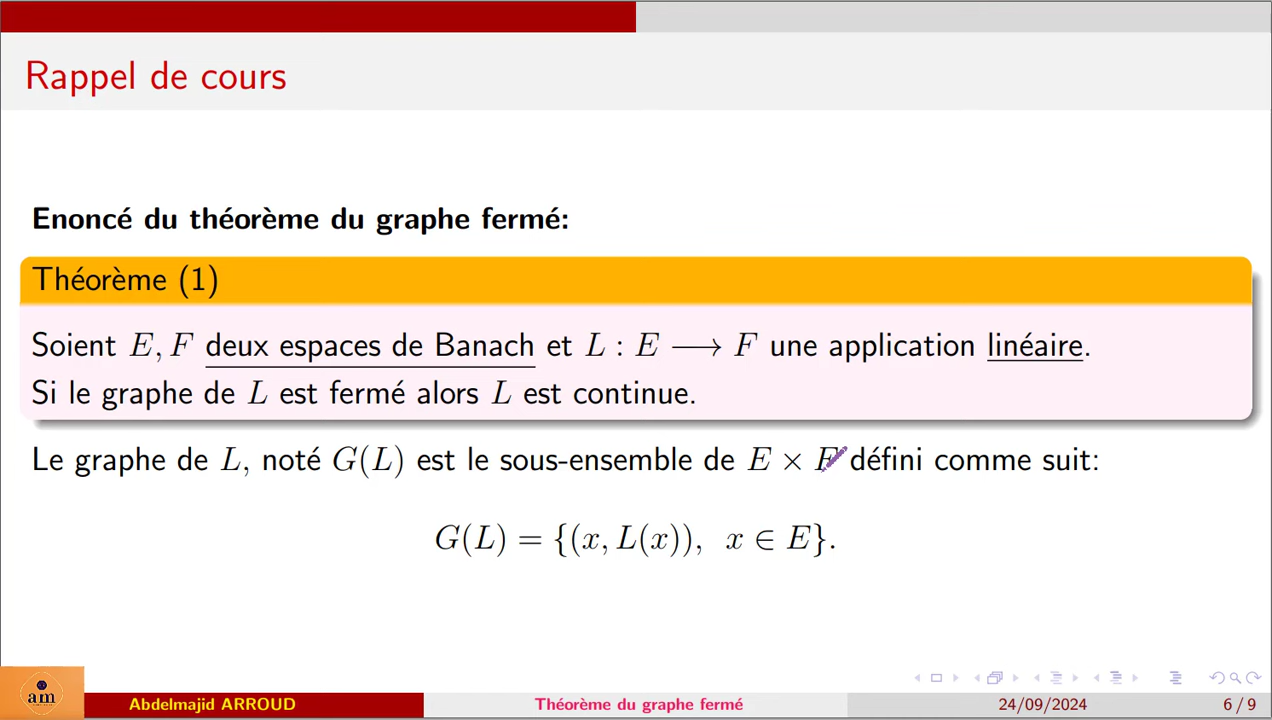 Rappel de cours
Enoncé du théorème du graphe fermé:
Théorème (1)
Soient E, F deux espaces de Banach et L : E ⟶ F une application linéaire.
Si le graphe de L est fermé alors L est continue.
Le graphe de L, noté G(L) est le sous-ensemble de E × F défini comme suit:
G(L) = {(x, L(x)), x ∈ E}.
am
Abdelmajid ARROUD
Théorème du graphe fermé
24/09/2024
6 / 9